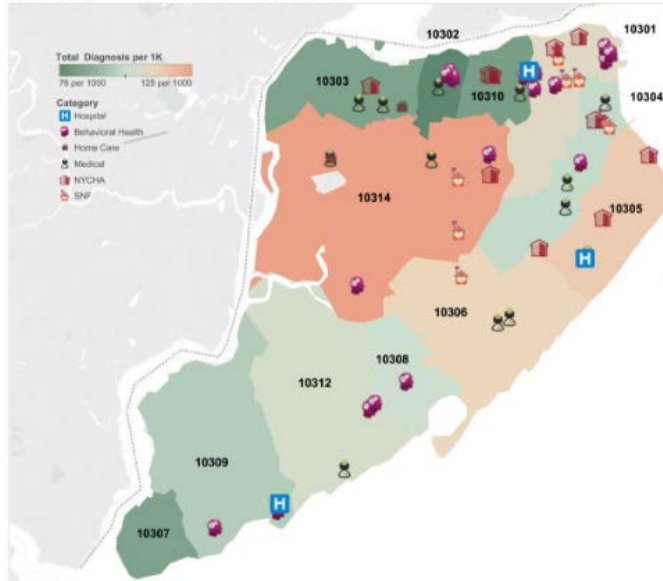 10302
10301
Total Diagnosis per 1K
76 per 1000 125 per 1000
10303
10310
10304
Category
Hospital
Behavioral Health
Home Care
Medical
NYCHA
SNF
10314
10305
10306
10308
10312
10309
10307
H
H
H
H